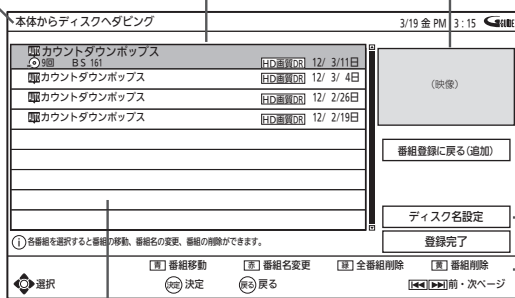 本体からディスクへダビング
3/19 金 PM 3：15 GGUIDE
カウントダウンポップス
9回 BS 161 HD画質DR 12/ 3/11日
カウントダウンポップス HD画質DR 12/ 3/ 4日
カウントダウンポップス HD画質DR 12/ 2/26日
カウントダウンポップス HD画質DR 12/ 2/19日
（映像）
番組登録に戻る（追加）
ディスク名設定
登録完了
i 各番組を選択すると番組の移動、番組名の変更、番組の削除ができます。
青 番組移動 赤 番組名変更 緑 全番組削除 黄 番組削除
選択 決定 決定 戻る 戻る 前・次ページ